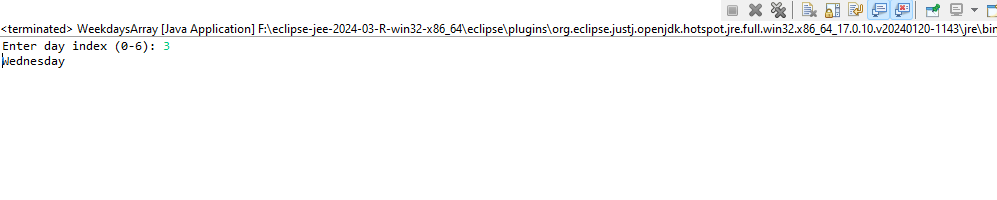 <terminated> WeekdaysArray [Java Application] F:\eclipse-jee-2024-03-R-win32-x86_64\eclipse\plugins\org.eclipse.justj.openjdk.hotspot.jre.full.win32.x86_64_17.0.10.v20240120-1143\jre\bin
Enter day index (0-6): 3
Wednesday